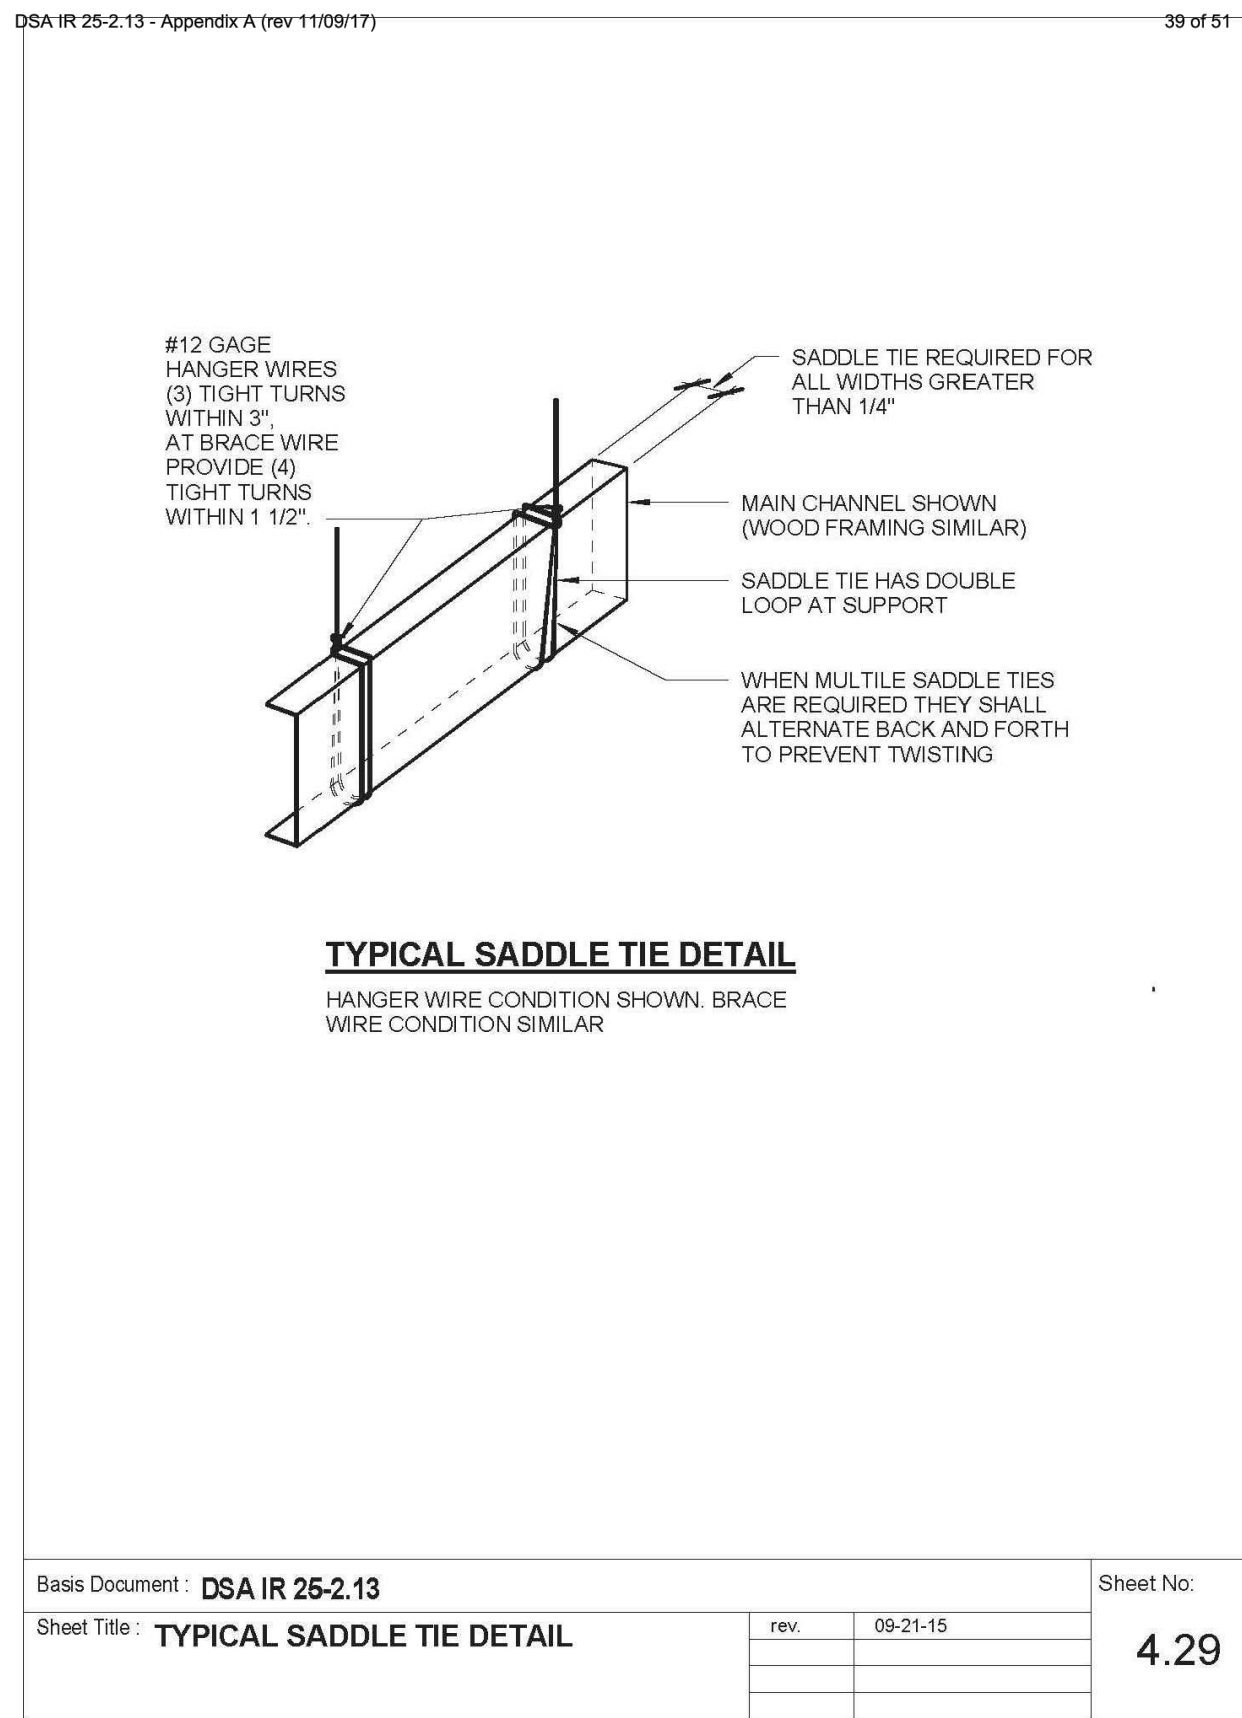 DSA IR 25-2.13 - Appendix A (rev 11/09/17)
39 of 51
#12 GAGE
HANGER WIRES
(3) TIGHT TURNS
WITHIN 3",
AT BRACE WIRE
PROVIDE (4)
TIGHT TURNS
WITHIN 1 1/2".
SADDLE TIE REQUIRED FOR
ALL WIDTHS GREATER
THAN 1/4"
MAIN CHANNEL SHOWN
(WOOD FRAMING SIMILAR)
SADDLE TIE HAS DOUBLE
LOOP AT SUPPORT
WHEN MULTILE SADDLE TIES
ARE REQUIRED THEY SHALL
ALTERNATE BACK AND FORTH
TO PREVENT TWISTING
TYPICAL SADDLE TIE DETAIL
HANGER WIRE CONDITION SHOWN. BRACE
WIRE CONDITION SIMILAR
Basis Document : DSA IR 25-2.13
Sheet Title : TYPICAL SADDLE TIE DETAIL
rev. 09-21-15
Sheet No:
4.29